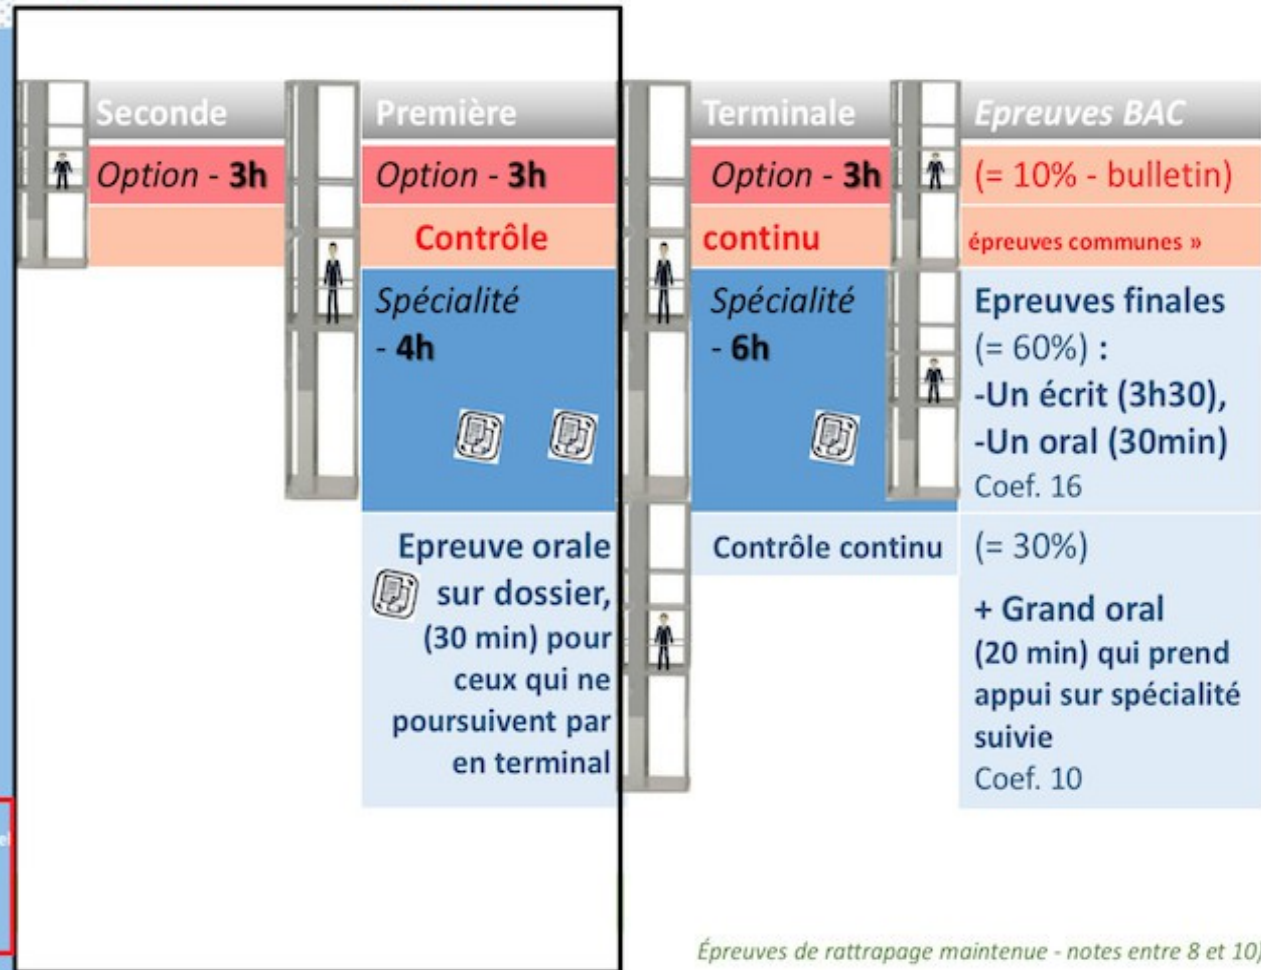 Seconde
Première
Terminale
Epreuves BAC
Option - 3h
Option - 3h
Option - 3h
(= 10% - bulletin)
Contrôle
continu
épreuves communes »
Spécialité
- 4h
Spécialité
- 6h
Epreuves finales
(= 60%) :
-Un écrit (3h30),
-Un oral (30min)
Coef. 16
Epreuve orale
sur dossier,
(30 min) pour
ceux qui ne
poursuivent par
en terminal
Contrôle continu
(= 30%)
+ Grand oral
(20 min) qui prend
appui sur spécialité
suivie
Coef. 10
Épreuves de rattrapage maintenue - notes entre 8 et 10)